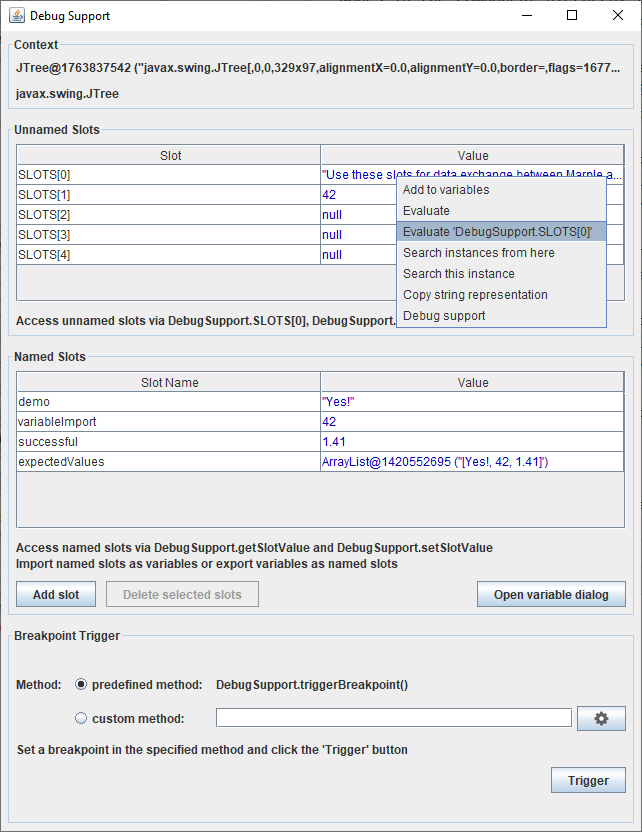 Debug Support
Context
JTree@1763837542 ("javax.swing.JTree[,0,0,329x97,alignmentX=0.0,alignmentY=0.0,border=,flags=1677...
javax.swing.JTree
Unnamed Slots
Slot Value
SLOTS[0] "Use these slots for data exchange between Marple a...
SLOTS[1] 42
SLOTS[2] null
SLOTS[3] null
SLOTS[4] null
Add to variables
Evaluate
Evaluate 'DebugSupport.SLOTS[0]'
Search instances from here
Search this instance
Copy string representation
Debug support
Access unnamed slots via DebugSupport.SLOTS[0], DebugSupport.
Named Slots
Slot Name Value
demo "Yes!"
variableImport 42
successful 1.41
expectedValues ArrayList@1420552695 ("[Yes!, 42, 1.41]")
Access named slots via DebugSupport.getSlotValue and DebugSupport.setSlotValue
Import named slots as variables or export variables as named slots
Add slot Delete selected slots Open variable dialog
Breakpoint Trigger
Method: predefined method: DebugSupport.triggerBreakpoint()
custom method:
Set a breakpoint in the specified method and click the 'Trigger' button
Trigger